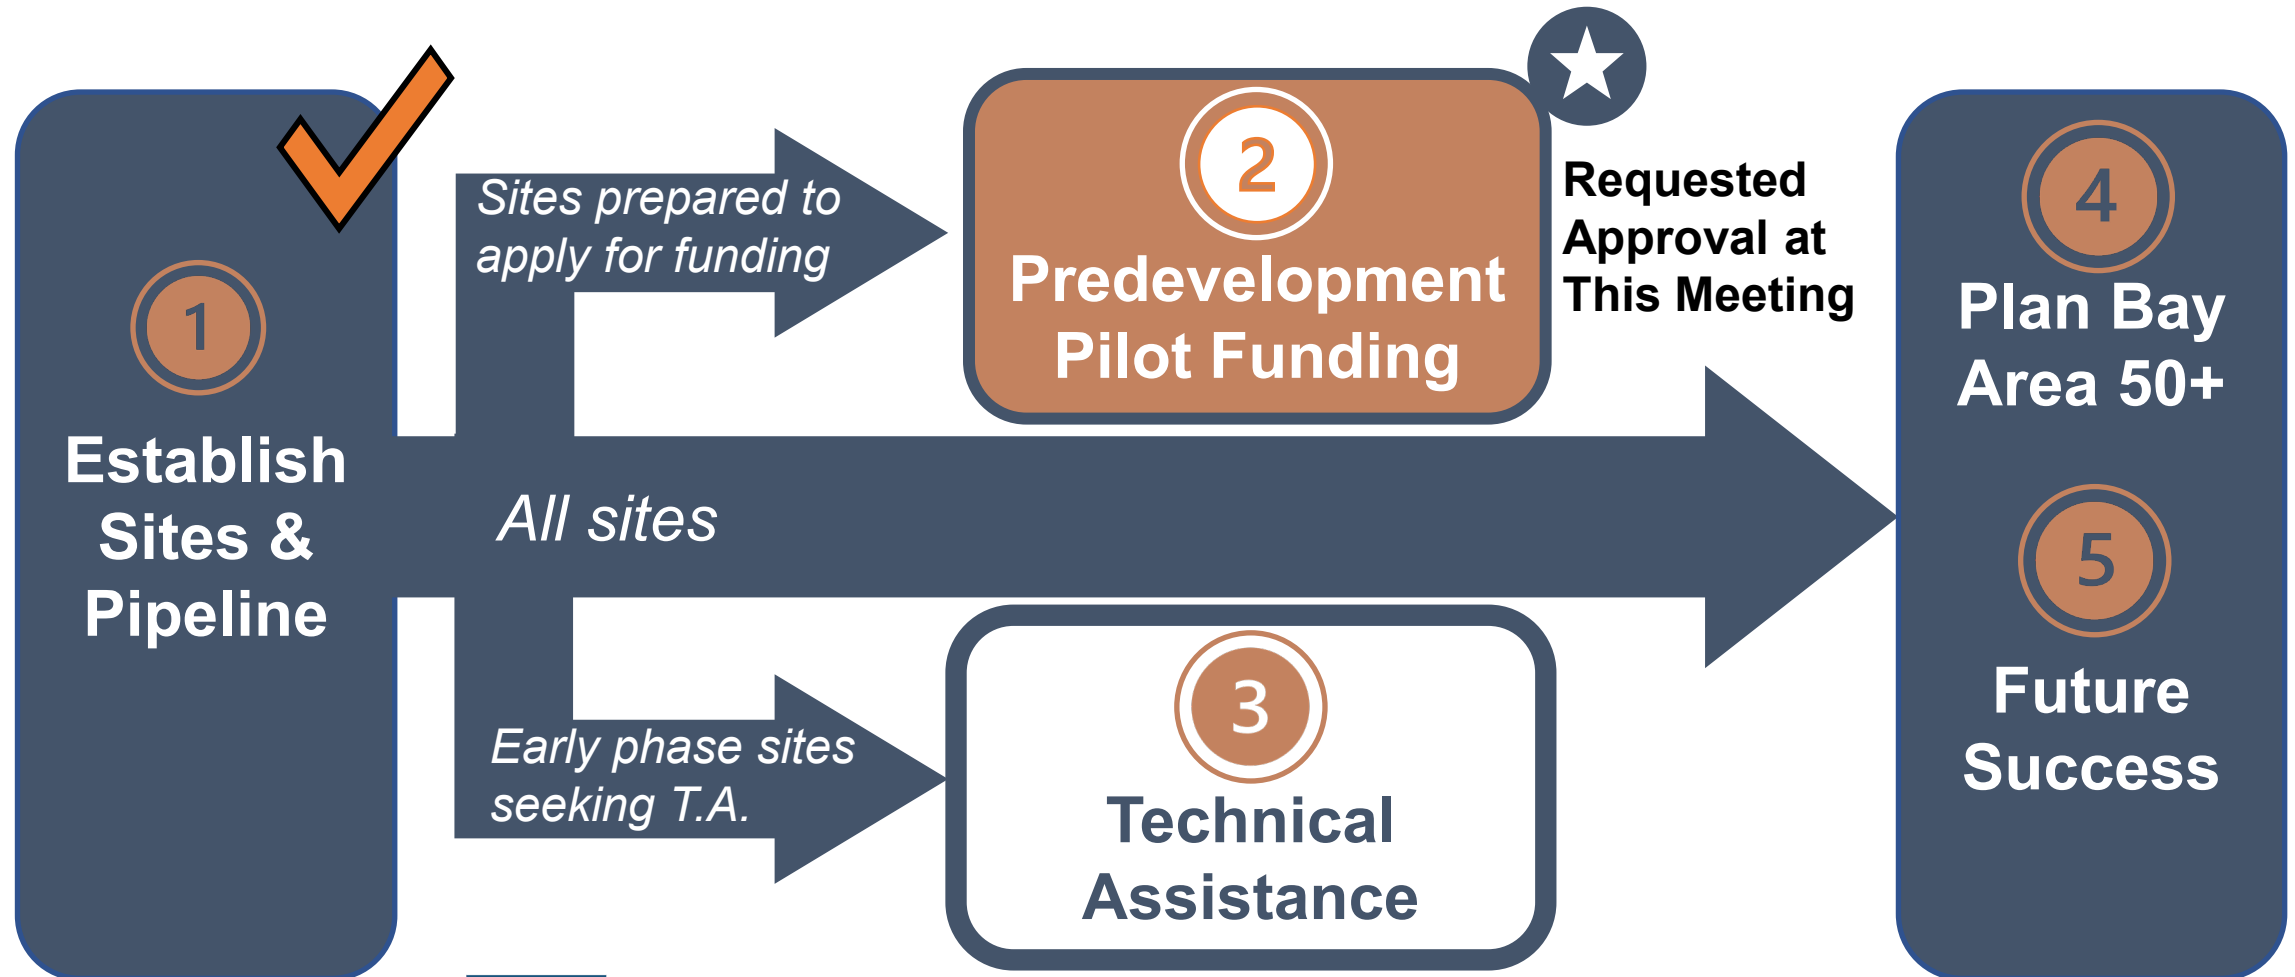 1
Establish
Sites &
Pipeline
Sites prepared to
apply for funding
All sites
Early phase sites
seeking T.A.
2
Predevelopment
Pilot Funding
Requested
Approval at
This Meeting
3
Technical
Assistance
4
Plan Bay
Area 50+
5
Future
Success